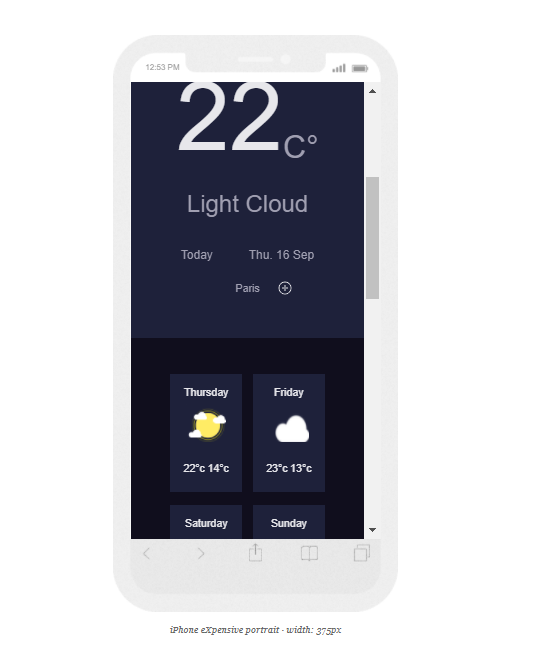 12:53 PM
22 C°
Light Cloud
Today Thu. 16 Sep
Paris
Thursday Friday
22°c 14°c 23°c 13°c
Saturday Sunday
iPhone eXpensive portrait - width: 375px